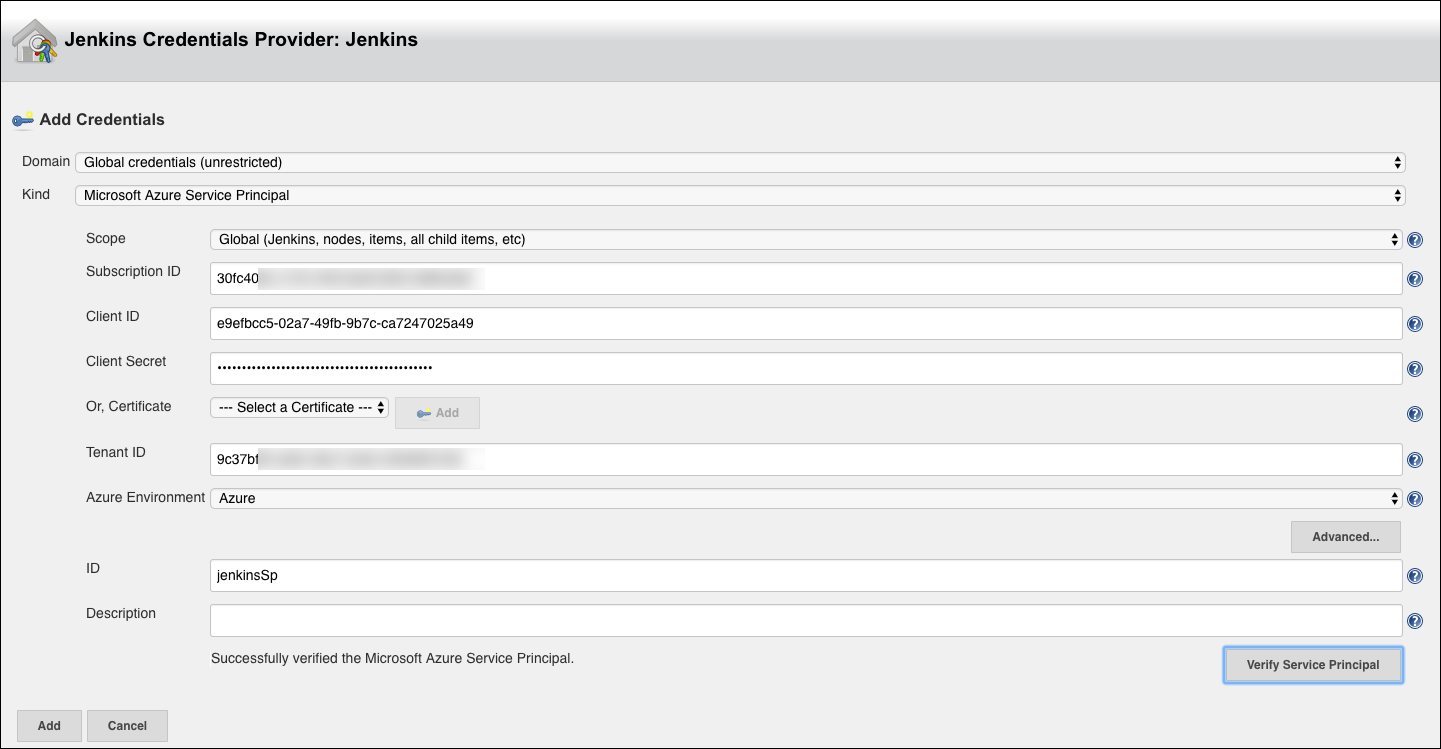 Jenkins Credentials Provider: Jenkins
Add Credentials
Domain Global credentials (unrestricted)
Kind Microsoft Azure Service Principal
Scope Global (Jenkins, nodes, items, all child items, etc)
Subscription ID 30fc40
Client ID e9efbcc5-02a7-49fb-9b7c-ca7247025a49
Client Secret ••••••••••••••••••••••••••••••••••••••••••••
Or, Certificate --- Select a Certificate --- Add
Tenant ID 9c37bf
Azure Environment Azure
Advanced...
ID jenkinsSp
Description
Successfully verified the Microsoft Azure Service Principal. Verify Service Principal
Add Cancel